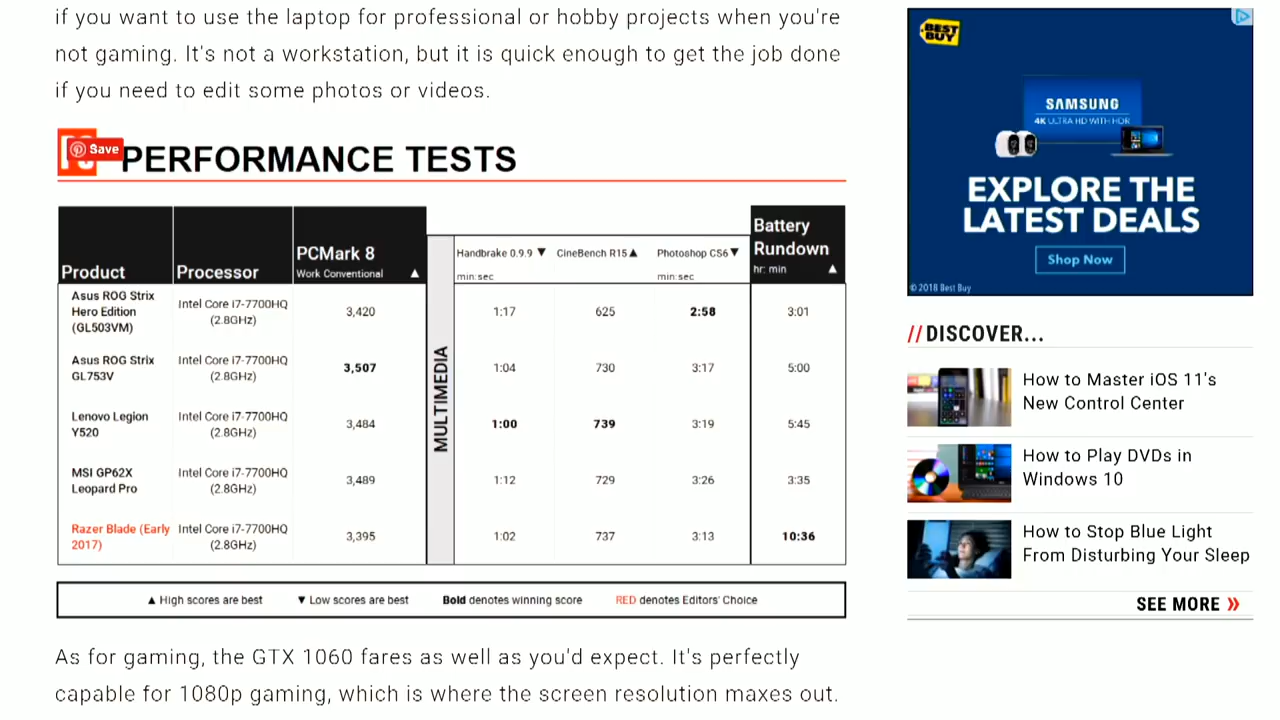 if you want to use the laptop for professional or hobby projects when you're
not gaming. It's not a workstation, but it is quick enough to get the job done
if you need to edit some photos or videos.
Save
PERFORMANCE TESTS
Product
Processor
PCMark 8
Work Conventional ▲
MULTIMEDIA
Handbrake 0.9.9 ▼
min:sec
CineBench R15▲
Photoshop CS6▼
min:sec
Battery
Rundown
hr: min ▲
Asus ROG Strix
Hero Edition
(GL503VM)
Intel Core i7-7700HQ
(2.8GHz)
3,420
1:17
625
2:58
3:01
Asus ROG Strix
GL753V
Intel Core i7-7700HQ
(2.8GHz)
3,507
1:04
730
3:17
5:00
Lenovo Legion
Y520
Intel Core i7-7700HQ
(2.8GHz)
3,484
1:00
739
3:19
5:45
MSI GP62X
Leopard Pro
Intel Core i7-7700HQ
(2.8GHz)
3,489
1:12
729
3:26
3:35
Razer Blade (Early
2017)
Intel Core i7-7700HQ
(2.8GHz)
3,395
1:02
737
3:13
10:36
▲ High scores are best ▼ Low scores are best Bold denotes winning score RED denotes Editors' Choice
As for gaming, the GTX 1060 fares as well as you'd expect. It's perfectly
capable for 1080p gaming, which is where the screen resolution maxes out.
BEST
BUY
SAMSUNG
4K ULTRA HD WITH HDR
EXPLORE THE
LATEST DEALS
Shop Now
© 2018 Best Buy
// DISCOVER...
How to Master iOS 11's
New Control Center
How to Play DVDs in
Windows 10
How to Stop Blue Light
From Disturbing Your Sleep
SEE MORE »